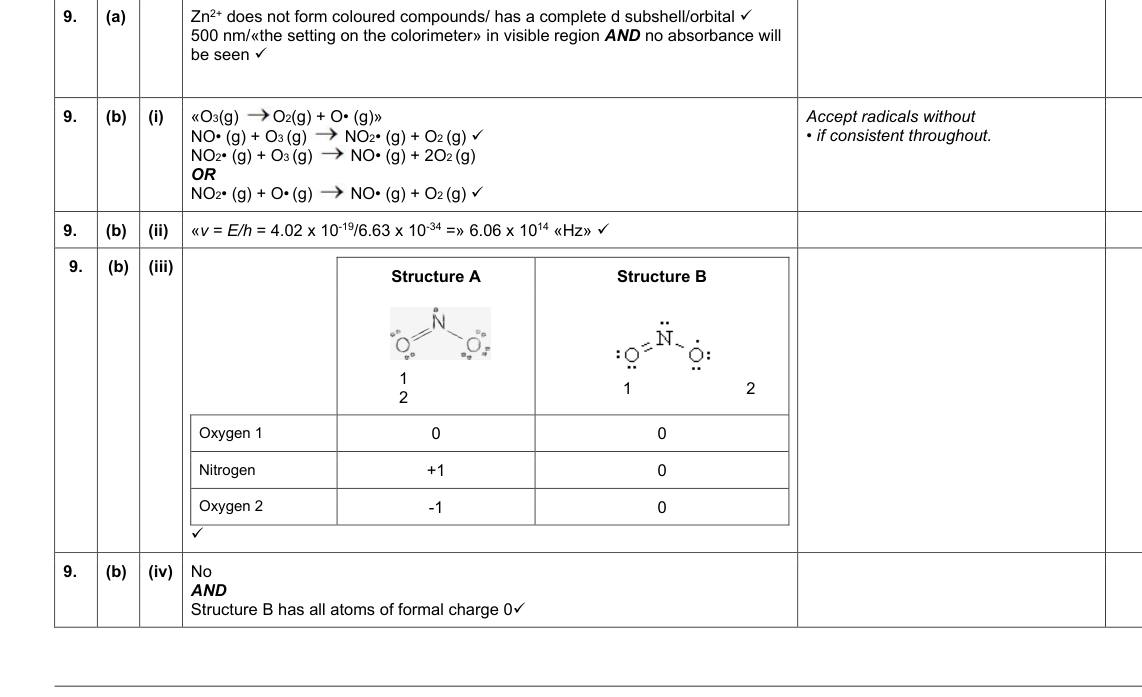 9. (a) Zn²⁺ does not form coloured compounds/ has a complete d subshell/orbital ✓
500 nm/«the setting on the colorimeter» in visible region AND no absorbance will
be seen ✓
9. (b) (i) «O₃(g) → O₂(g) + O• (g)»
Accept radicals without
NO• (g) + O₃ (g) → NO₂• (g) + O₂ (g) ✓
• if consistent throughout.
NO₂• (g) + O₃ (g) → NO• (g) + 2O₂ (g)
OR
NO₂• (g) + O• (g) → NO• (g) + O₂ (g) ✓
9. (b) (ii) «v = E/h = 4.02 x 10⁻¹⁹/6.63 x 10⁻³⁴ =» 6.06 x 10¹⁴ «Hz» ✓
9. (b) (iii)
Structure A Structure B
N N
O O O O
1
2
1 2
Oxygen 1 0 0
Nitrogen +1 0
Oxygen 2 -1 0
✓
9. (b) (iv) No
AND
Structure B has all atoms of formal charge 0✓